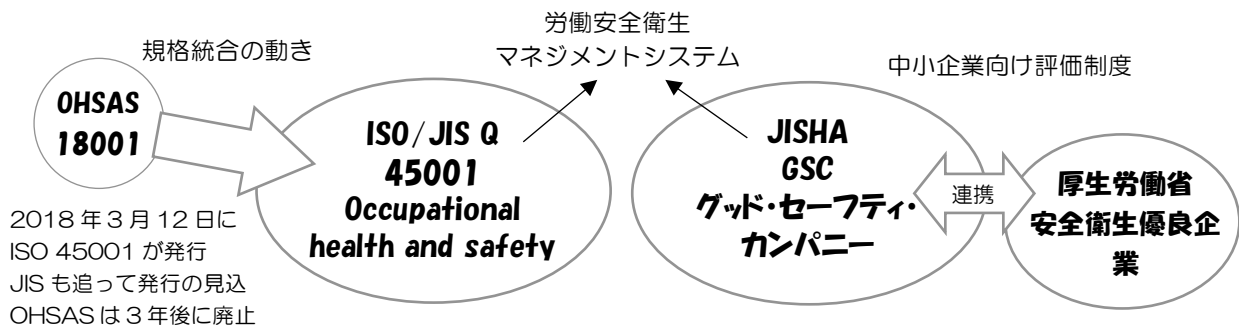 労働安全衛生
マネジメントシステム
規格統合の動き
中小企業向け評価制度
OHSAS
18001
ISO/JIS Q
45001
Occupational
health and safety
JISHA
GSC
グッド・セーフティ・
カンパニー
連携
厚生労働省
安全衛生優良企
業
2018年3月12日に
ISO 45001が発行
JISも追って発行の見込
OHSASは3年後に廃止